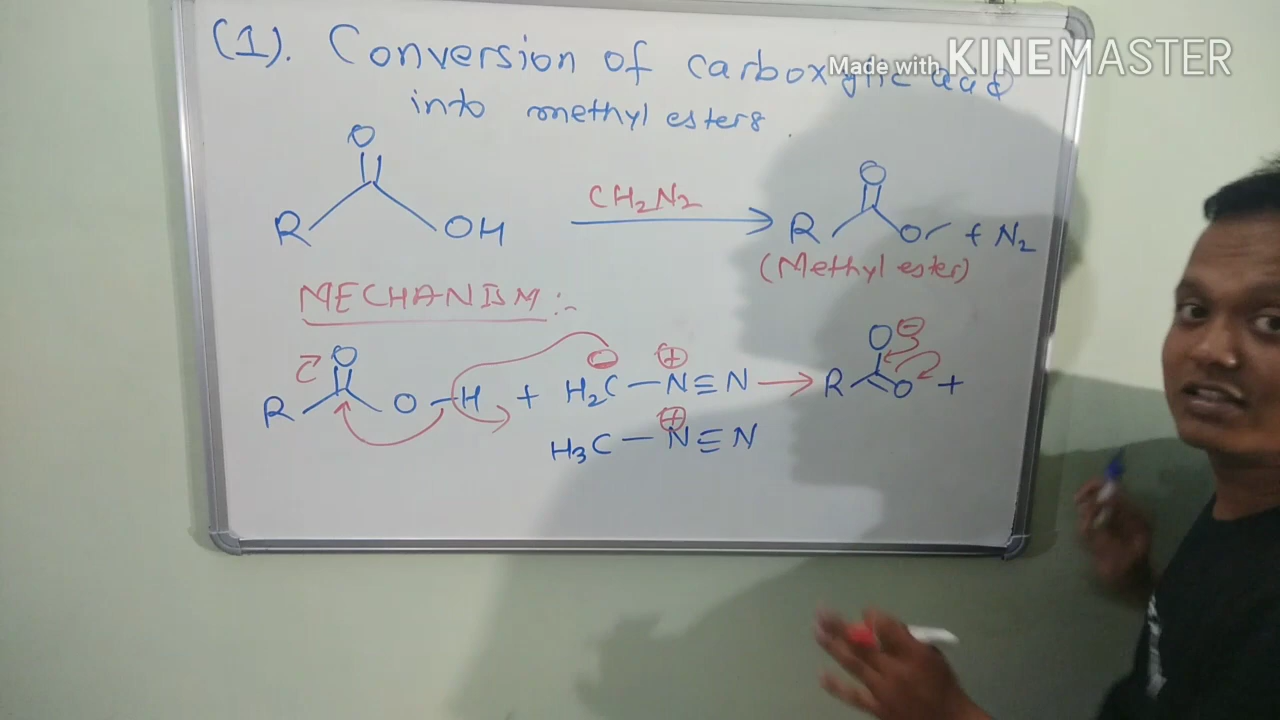 (1). Conversion of carboxylic acid
Made with KINEMASTER
into methyl esters.
O
R OH
CH2N2
O
R O + N2
(Methyl ester)
MECHANISM:-
O
R O-H + H2C⊖-N⊕≡N → R O⊖ O +
H3C-N⊕≡N